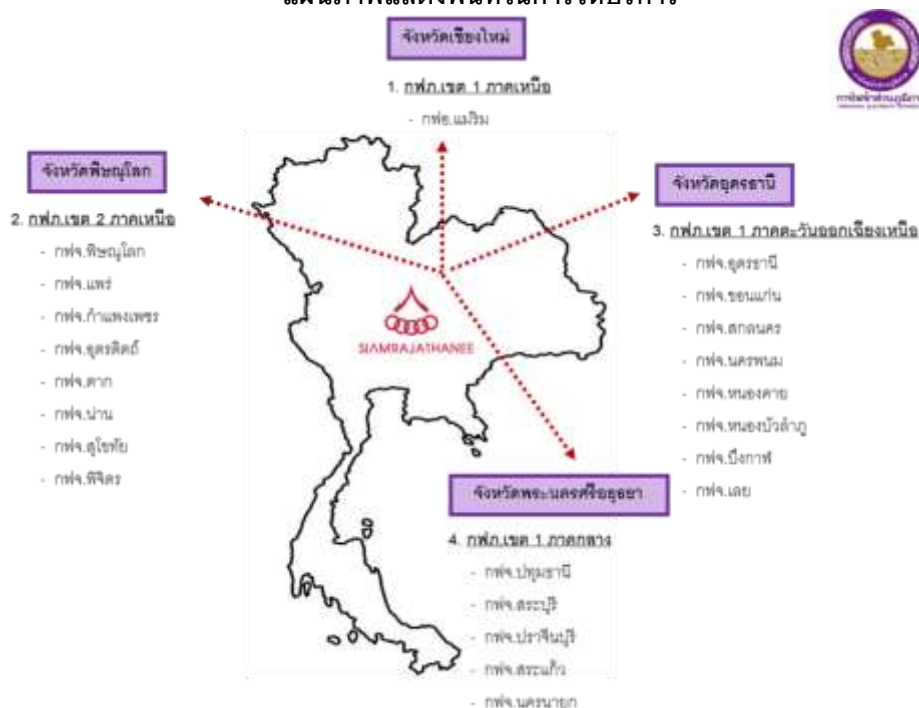 แผนภาพแสดงพื้นที่ในการให้บริการ
จังหวัดเชียงใหม่
1. กฟภ.เขต 1 ภาคเหนือ
- กฟอ.แม่ริม
จังหวัดพิษณุโลก
2. กฟภ.เขต 2 ภาคเหนือ
- กฟจ.พิษณุโลก
- กฟจ.แพร่
- กฟจ.กำแพงเพชร
- กฟจ.อุตรดิตถ์
- กฟจ.ตาก
- กฟจ.น่าน
- กฟจ.สุโขทัย
- กฟจ.พิจิตร
จังหวัดอุดรธานี
3. กฟภ.เขต 1 ภาคตะวันออกเฉียงเหนือ
- กฟจ.อุดรธานี
- กฟจ.ขอนแก่น
- กฟจ.สกลนคร
- กฟจ.นครพนม
- กฟจ.หนองคาย
- กฟจ.หนองบัวลำภู
- กฟจ.บึงกาฬ
- กฟจ.เลย
SIAMRAJATHANEE
จังหวัดพระนครศรีอยุธยา
4. กฟภ.เขต 1 ภาคกลาง
- กฟจ.ปทุมธานี
- กฟจ.สระบุรี
- กฟจ.ปราจีนบุรี
- กฟจ.สระแก้ว
- กฟจ.นครนายก
การไฟฟ้าส่วนภูมิภาค